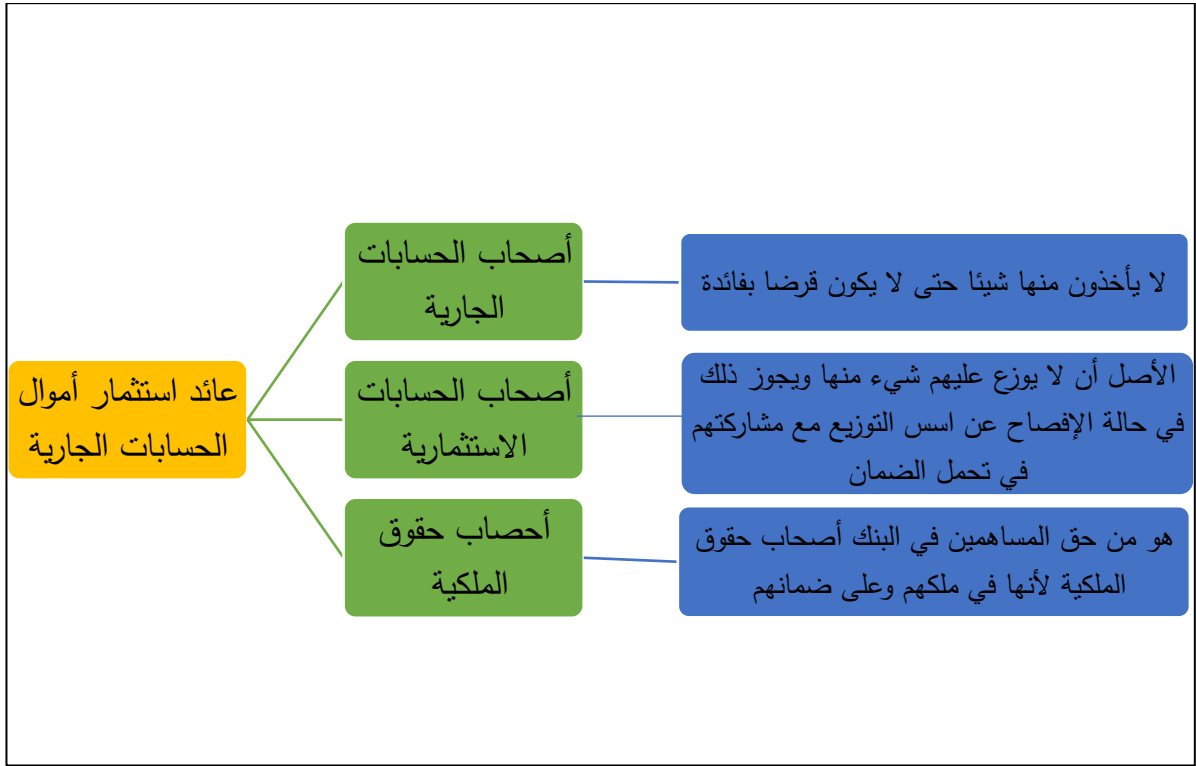 عائد استثمار أموال
الحسابات الجارية
أصحاب الحسابات
الجارية
لا يأخذون منها شيئا حتى لا يكون قرضا بفائدة
أصحاب الحسابات
الاستثمارية
الأصل أن لا يوزع عليهم شيء منها ويجوز ذلك
في حالة الإفصاح عن اسس التوزيع مع مشاركتهم
في تحمل الضمان
أحصاب حقوق
الملكية
هو من حق المساهمين في البنك أصحاب حقوق
الملكية لأنها في ملكهم وعلى ضمانهم